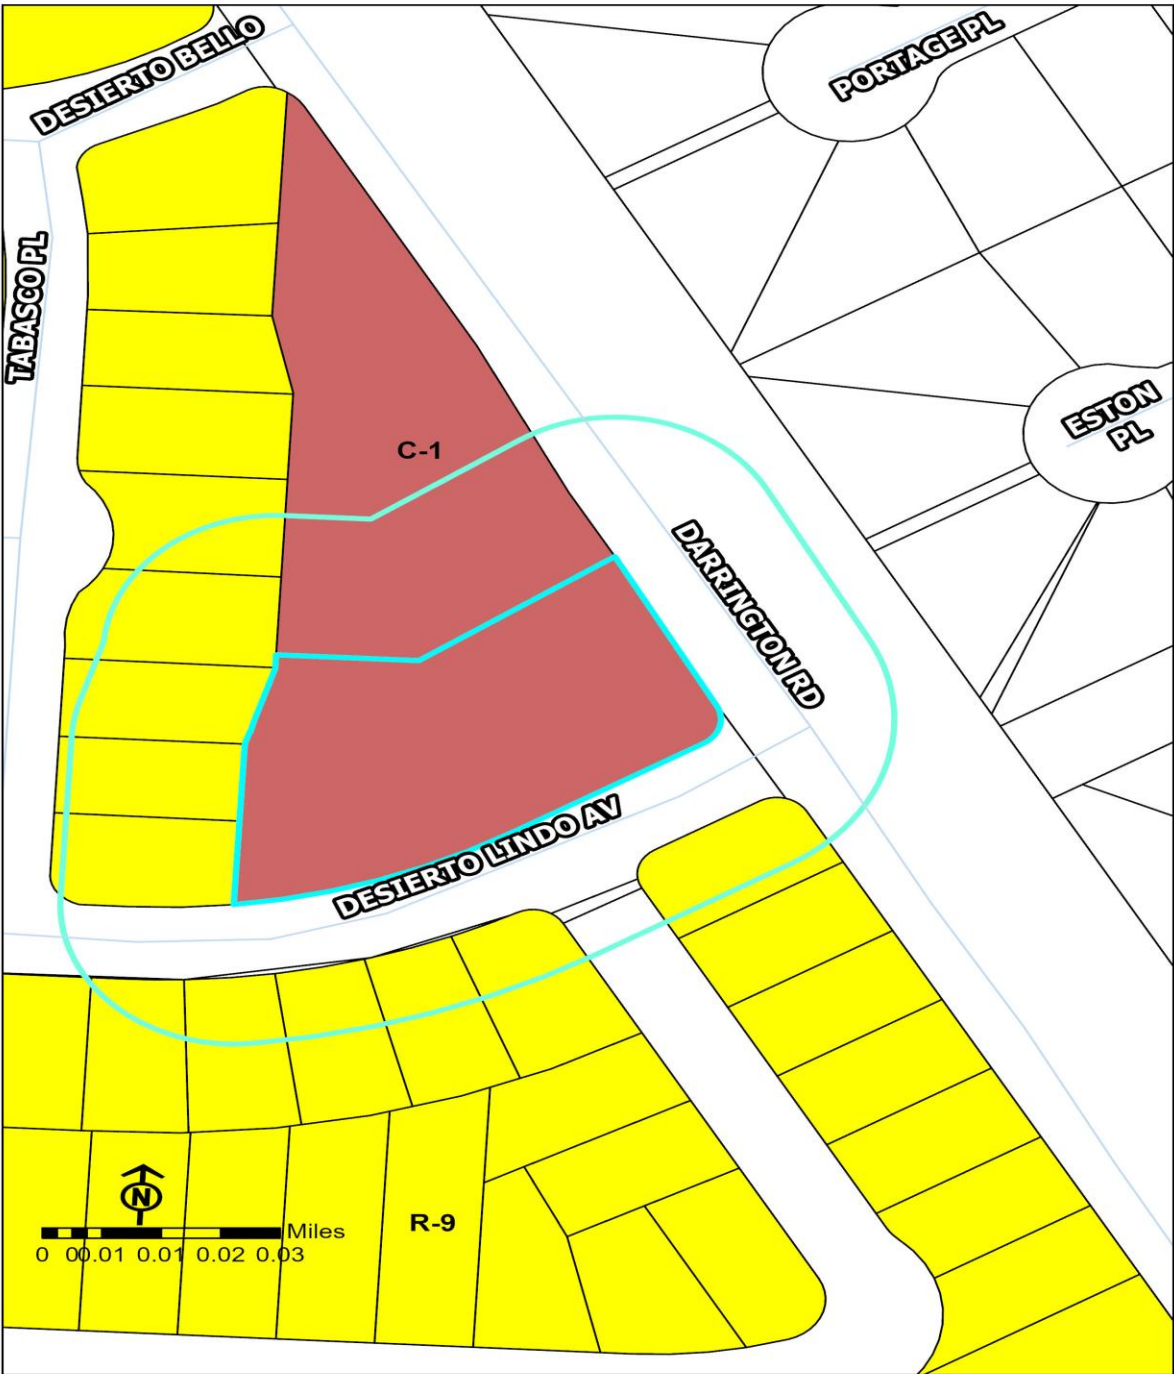 DESIERTO BELLO
PORTAGE PL
TABASCO PL
ESTON
PL
C-1
DARRINGTON RD
DESIERTO LINDO AV
N
R-9
Miles
0 00.01 0.01 0.02 0.03